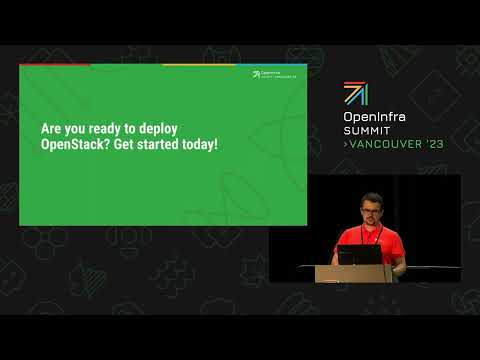 Are you ready to deploy
OpenStack? Get started today!
OpenInfra
SUMMIT
>VANCOUVER '23